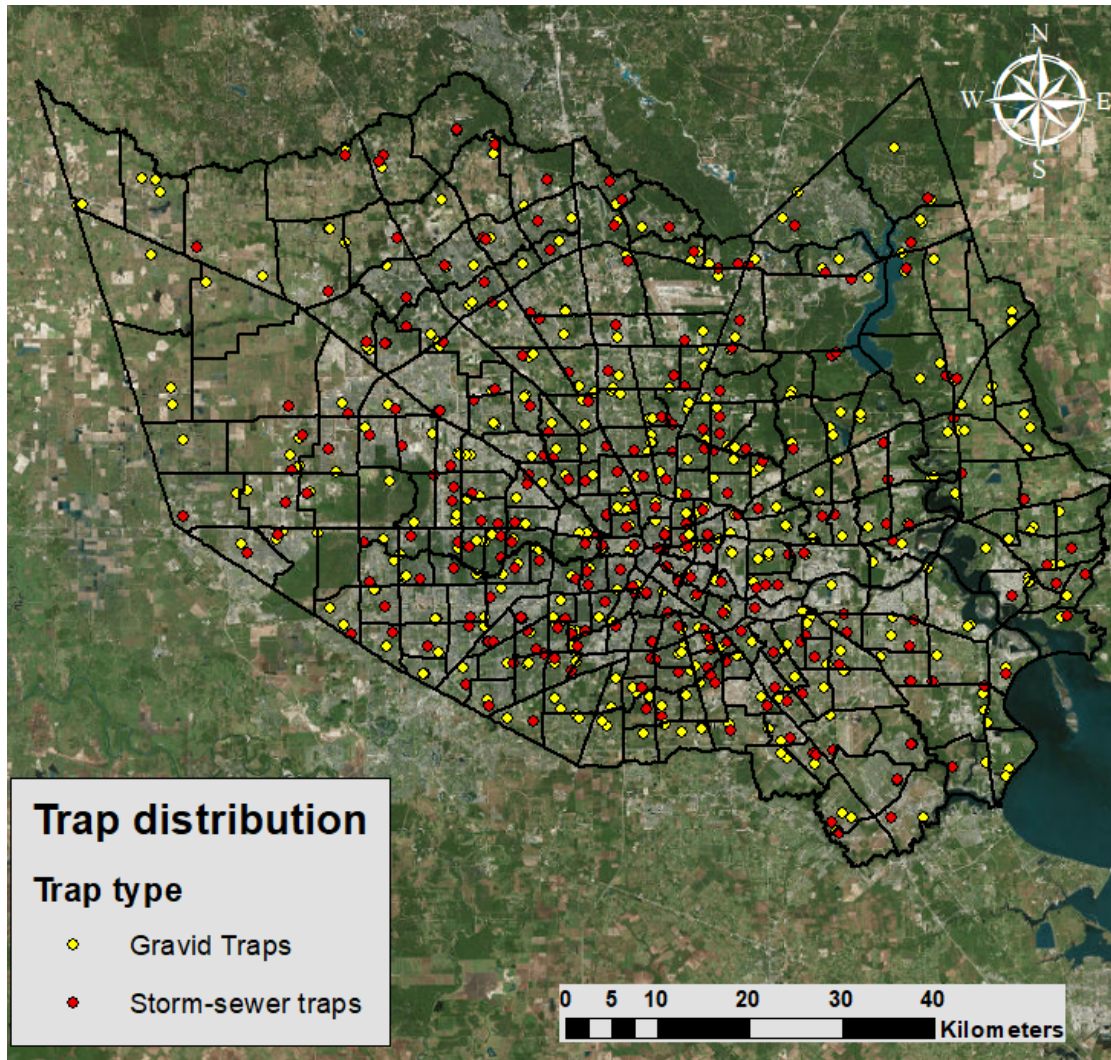 N
W E
S
Trap distribution
Trap type
Gravid Traps
Storm-sewer traps
0 5 10 20 30 40
Kilometers